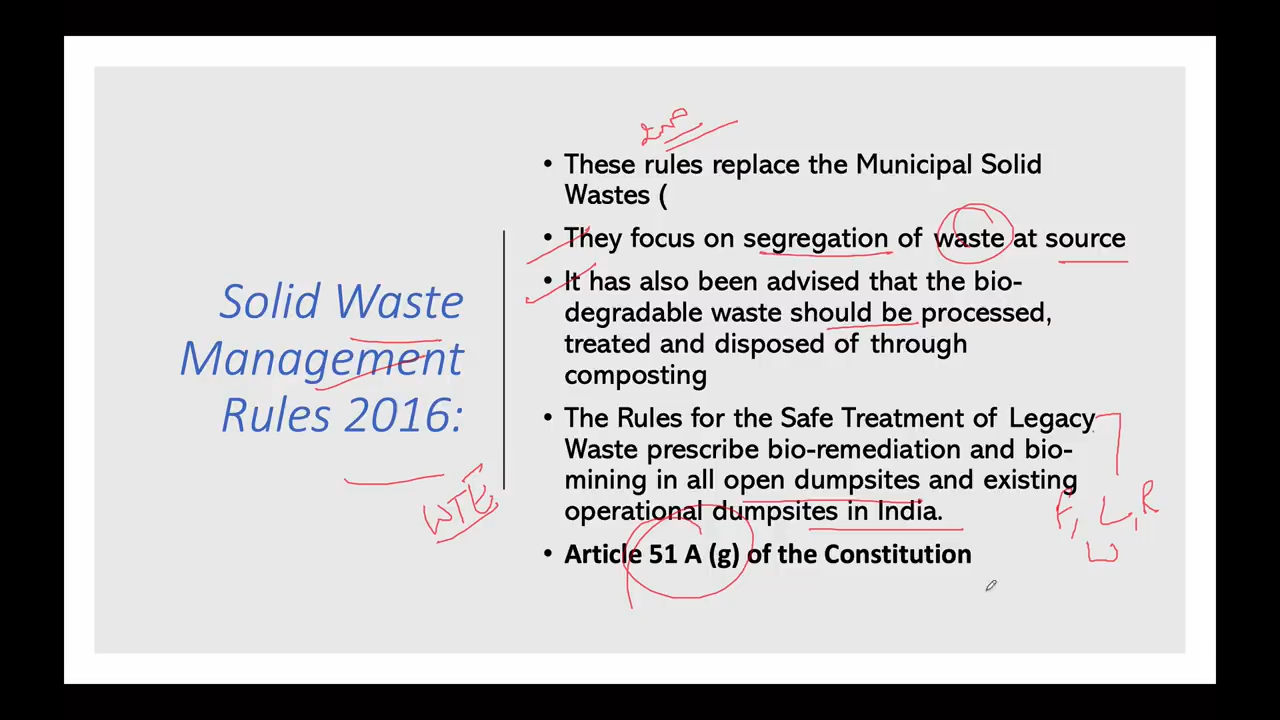 Solid Waste
Management
Rules 2016:
WTE
• These rules replace the Municipal Solid
Wastes (
• They focus on segregation of waste at source
• It has also been advised that the bio-
degradable waste should be processed,
treated and disposed of through
composting
• The Rules for the Safe Treatment of Legacy
Waste prescribe bio-remediation and bio-
mining in all open dumpsites and existing
operational dumpsites in India.
• Article 51 A (g) of the Constitution
F, L, R
W